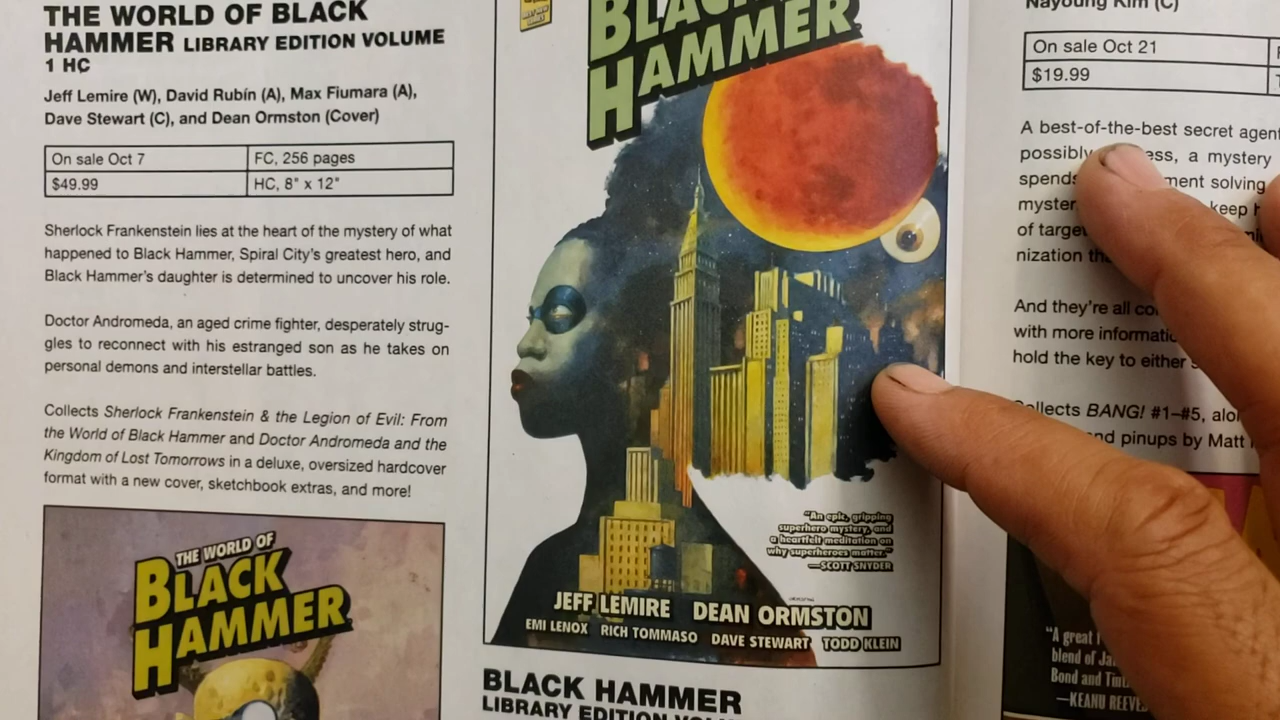 THE WORLD OF BLACK
HAMMER LIBRARY EDITION VOLUME
1 HC
Jeff Lemire (W), David Rubín (A), Max Fiumara (A),
Dave Stewart (C), and Dean Ormston (Cover)
On sale Oct 7
FC, 256 pages
$49.99
HC, 8" x 12"
Sherlock Frankenstein lies at the heart of the mystery of what
happened to Black Hammer, Spiral City's greatest hero, and
Black Hammer's daughter is determined to uncover his role.
Doctor Andromeda, an aged crime fighter, desperately strug-
gles to reconnect with his estranged son as he takes on
personal demons and interstellar battles.
Collects Sherlock Frankenstein & the Legion of Evil: From
the World of Black Hammer and Doctor Andromeda and the
Kingdom of Lost Tomorrows in a deluxe, oversized hardcover
format with a new cover, sketchbook extras, and more!
THE WORLD OF
BLACK
HAMMER
BLACK
HAMMER
"An epic, gripping
superhero mystery, and
a heartfelt meditation on
why superheroes matter."
—SCOTT SNYDER
JEFF LEMIRE DEAN ORMSTON
EMI LENOX RICH TOMMASO DAVE STEWART TODD KLEIN
BLACK HAMMER
LIBRARY EDITION
Nayoung Kim (C)
On sale Oct 21
$19.99
A best-of-the-best secret agent
possibly a mystery
spends solving
keep
of
And they're all
with more
hold the key to either
Collects BANG! #1–#5,
and pinups by Matt
"A great
blend of
Bond and
—KEANU